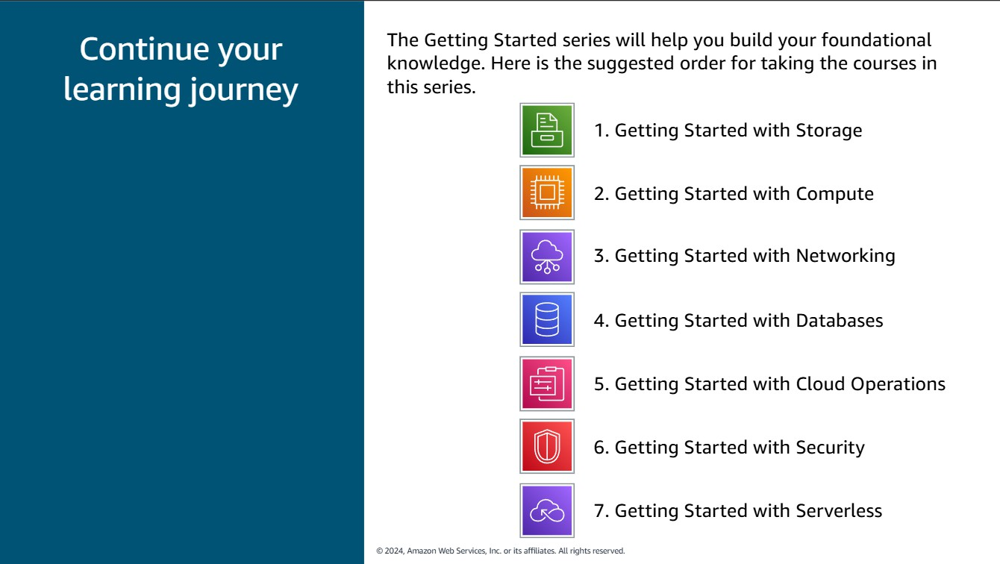 Continue your
learning journey
The Getting Started series will help you build your foundational
knowledge. Here is the suggested order for taking the courses in
this series.
1. Getting Started with Storage
2. Getting Started with Compute
3. Getting Started with Networking
4. Getting Started with Databases
5. Getting Started with Cloud Operations
6. Getting Started with Security
7. Getting Started with Serverless
© 2024, Amazon Web Services, Inc. or its affiliates. All rights reserved.